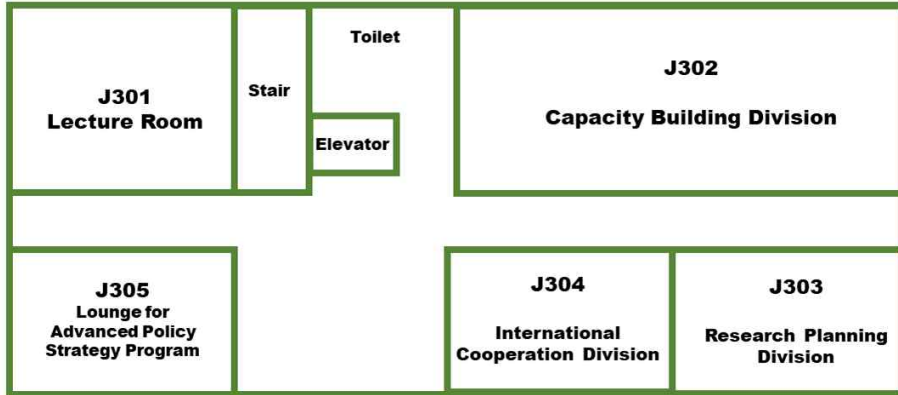 J301
Lecture Room
Stair
Toilet
Elevator
J302
Capacity Building Division
J305
Lounge for
Advanced Policy
Strategy Program
J304
International
Cooperation Division
J303
Research Planning
Division